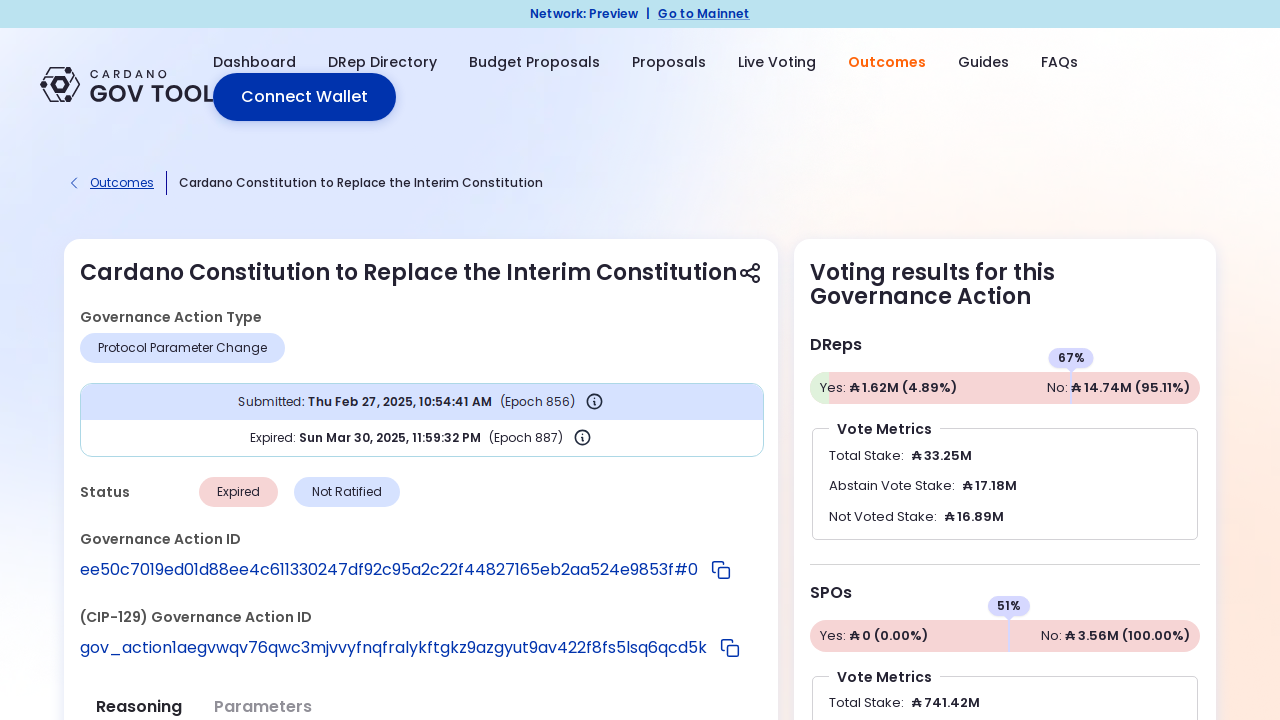 Network: Preview | Go to Mainnet
CARDANO
GOV TOOL
Dashboard DRep Directory Budget Proposals Proposals Live Voting Outcomes Guides FAQs
Connect Wallet
Outcomes
Cardano Constitution to Replace the Interim Constitution
Cardano Constitution to Replace the Interim Constitution
Governance Action Type
Protocol Parameter Change
Submitted: Thu Feb 27, 2025, 10:54:41 AM (Epoch 856)
Expired: Sun Mar 30, 2025, 11:59:32 PM (Epoch 887)
Status Expired Not Ratified
Governance Action ID
ee50c7019ed01d88ee4c611330247df92c95a2c22f44827165eb2aa524e9853f#0
(CIP-129) Governance Action ID
gov_action1aegvwqv76qwc3mjvvyfnqfralykftgkz9azgyut9av422f8fs5lsq6qcd5k
Reasoning Parameters
Voting results for this
Governance Action
DReps
67%
Yes: ₳ 1.62M (4.89%) No: ₳ 14.74M (95.11%)
Vote Metrics
Total Stake: ₳ 33.25M
Abstain Vote Stake: ₳ 17.18M
Not Voted Stake: ₳ 16.89M
SPOs
51%
Yes: ₳ 0 (0.00%) No: ₳ 3.56M (100.00%)
Vote Metrics
Total Stake: ₳ 741.42M